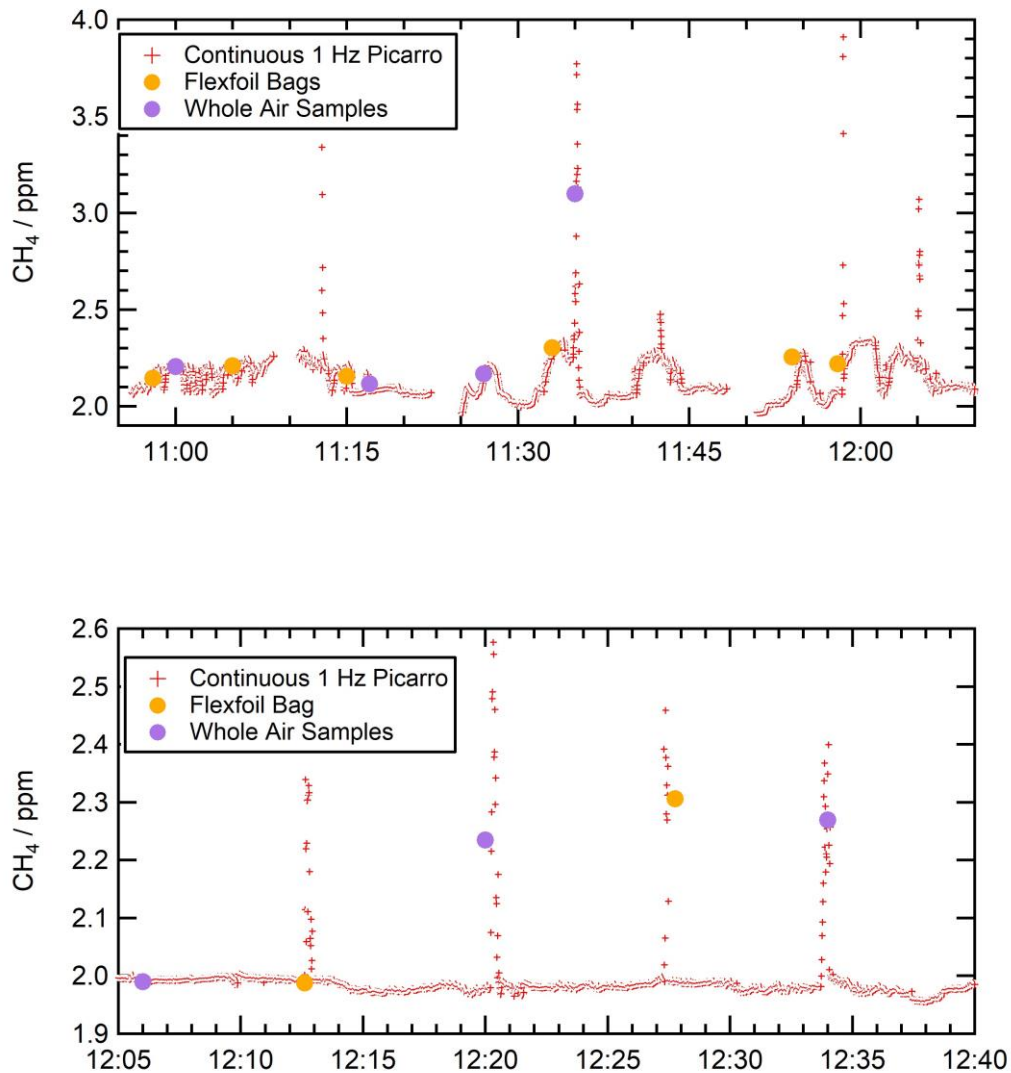 4.0
Continuous 1 Hz Picarro
Flexfoil Bags
Whole Air Samples
3.5
3.0
2.5
2.0
CH₄ / ppm
11:00 11:15 11:30 11:45 12:00
2.6
Continuous 1 Hz Picarro
Flexfoil Bag
Whole Air Samples
2.5
2.4
2.3
2.2
2.1
2.0
1.9
CH₄ / ppm
12:05 12:10 12:15 12:20 12:25 12:30 12:35 12:40